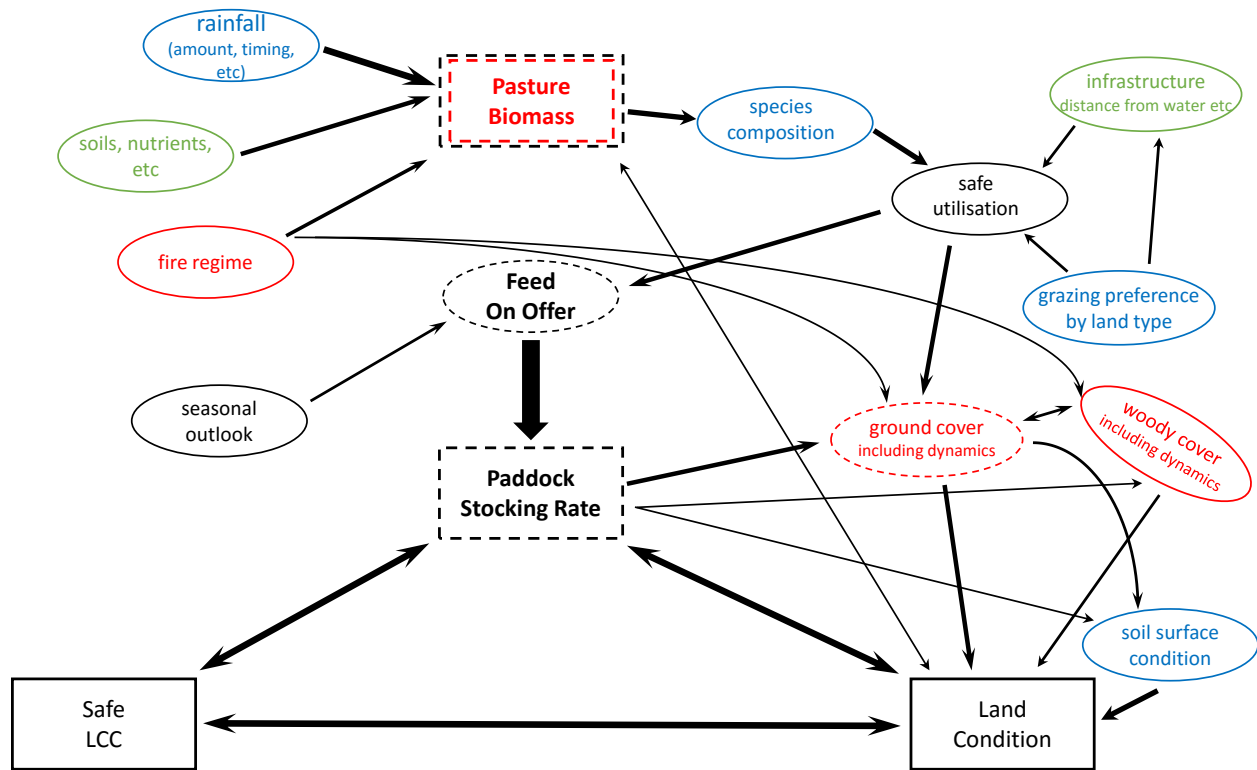 rainfall
(amount, timing,
etc)
Pasture
Biomass
infrastructure
distance from water etc
species
composition
soils, nutrients,
etc
safe
utilisation
fire regime
Feed
On Offer
grazing preference
by land type
seasonal
outlook
ground cover
including dynamics
woody cover
including dynamics
Paddock
Stocking Rate
soil surface
condition
Safe
LCC
Land
Condition